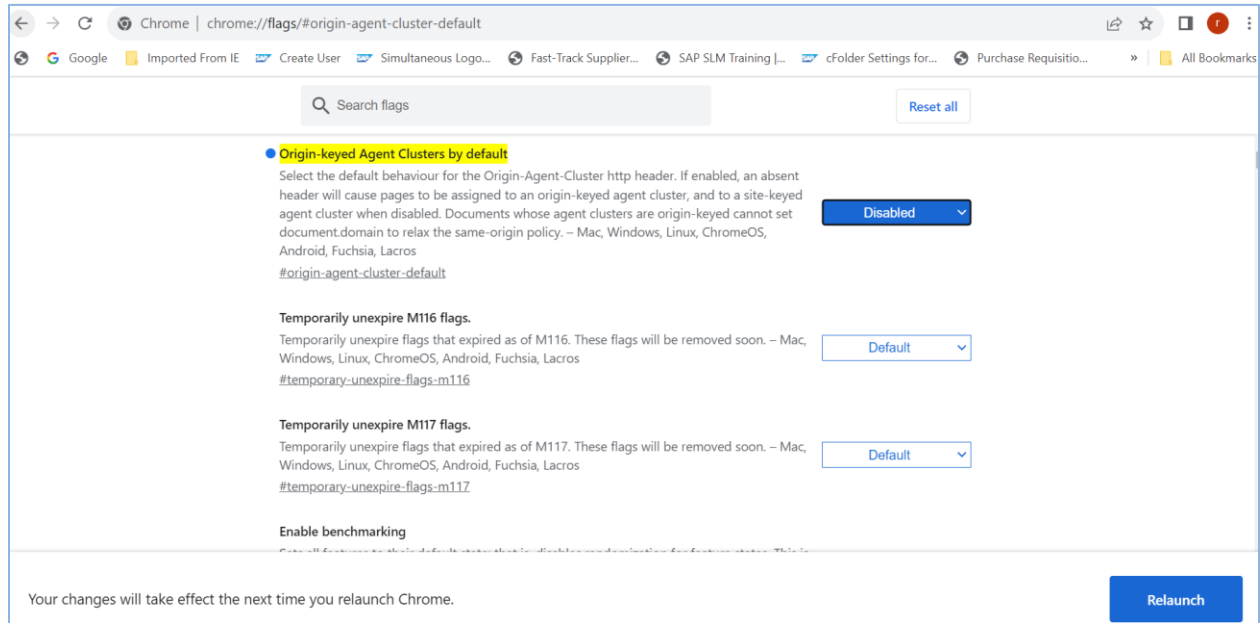 Chrome | chrome://flags/#origin-agent-cluster-default
r
Google Imported From IE Create User Simultaneous Logo... Fast-Track Supplier... SAP SLM Training |... cFolder Settings for... Purchase Requisitio... » All Bookmarks
Search flags
Reset all
Origin-keyed Agent Clusters by default
Select the default behaviour for the Origin-Agent-Cluster http header. If enabled, an absent
header will cause pages to be assigned to an origin-keyed agent cluster, and to a site-keyed
agent cluster when disabled. Documents whose agent clusters are origin-keyed cannot set
document.domain to relax the same-origin policy. – Mac, Windows, Linux, ChromeOS,
Android, Fuchsia, Lacros
#origin-agent-cluster-default
Disabled
Temporarily unexpire M116 flags.
Temporarily unexpire flags that expired as of M116. These flags will be removed soon. – Mac,
Windows, Linux, ChromeOS, Android, Fuchsia, Lacros
#temporary-unexpire-flags-m116
Default
Temporarily unexpire M117 flags.
Temporarily unexpire flags that expired as of M117. These flags will be removed soon. – Mac,
Windows, Linux, ChromeOS, Android, Fuchsia, Lacros
#temporary-unexpire-flags-m117
Default
Enable benchmarking
Your changes will take effect the next time you relaunch Chrome.
Relaunch